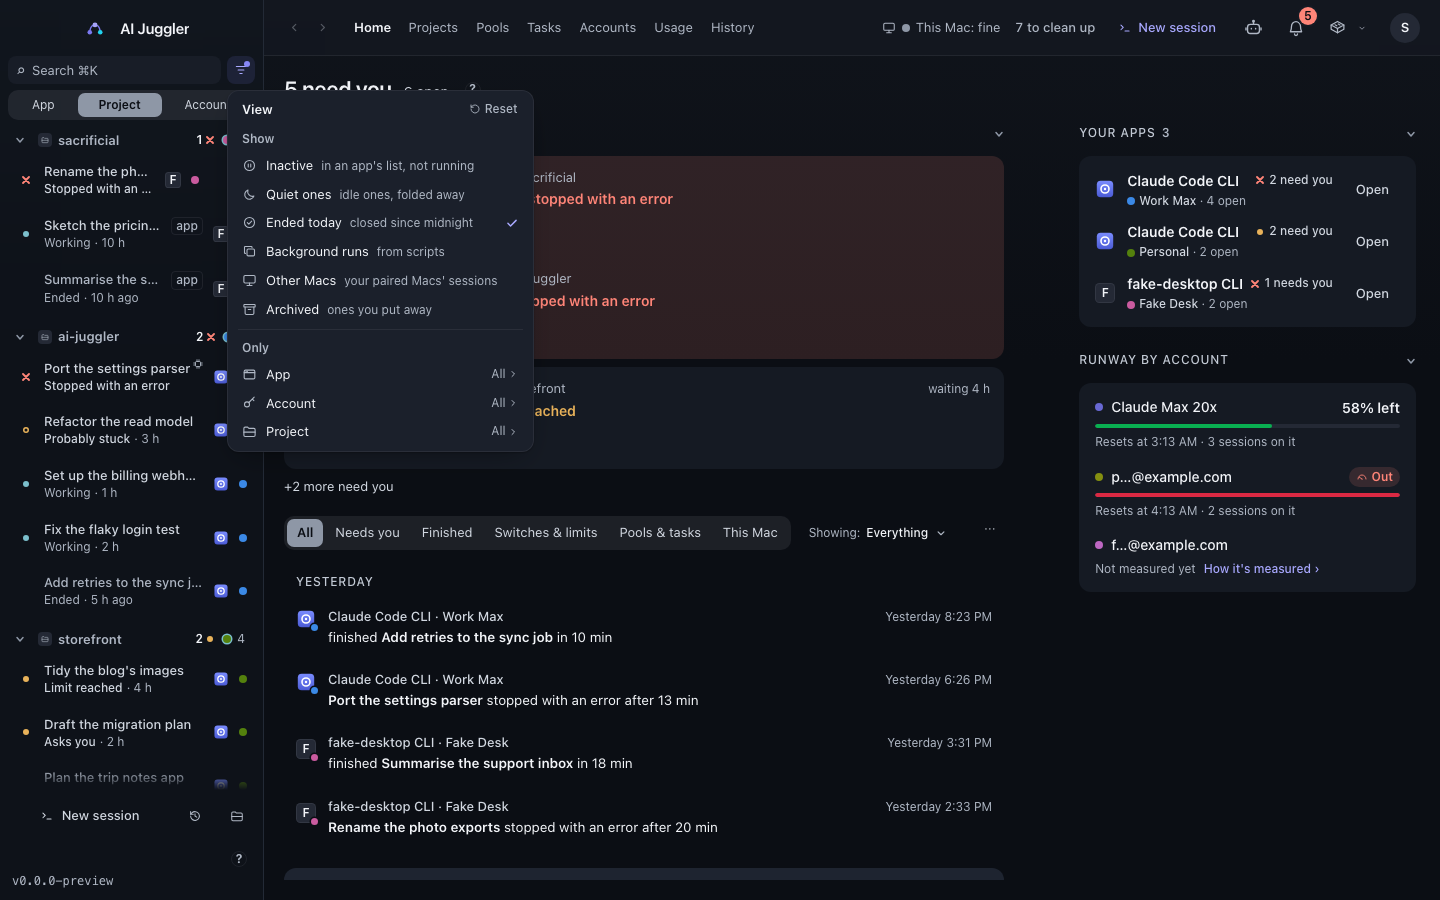 AI Juggler
Search ⌘K
App
Project
Accoun
sacrificial
1
Rename the ph...
Stopped with an ...
F
Sketch the pricin...
app
Working · 10 h
F
Summarise the s...
app
Ended · 10 h ago
F
ai-juggler
2
Port the settings parser
Stopped with an error
Refactor the read model
Probably stuck · 3 h
Set up the billing webh...
Working · 1 h
Fix the flaky login test
Working · 2 h
Add retries to the sync j...
Ended · 5 h ago
storefront
2
4
Tidy the blog's images
Limit reached · 4 h
Draft the migration plan
Asks you · 2 h
Plan the trip notes app
New session
?
v0.0.0-preview
Home
Projects
Pools
Tasks
Accounts
Usage
History
This Mac: fine
7 to clean up
New session
5
S
5 need you
?
View
Reset
Show
Inactive in an app's list, not running
Quiet ones idle ones, folded away
Ended today closed since midnight
Background runs from scripts
Other Macs your paired Macs' sessions
Archived ones you put away
Only
App
All ›
Account
All ›
Project
All ›
crificial
stopped with an error
uggler
pped with an error
efront
waiting 4 h
ached
+2 more need you
All
Needs you
Finished
Switches & limits
Pools & tasks
This Mac
Showing: Everything
...
YESTERDAY
Claude Code CLI · Work Max
Yesterday 8:23 PM
finished Add retries to the sync job in 10 min
Claude Code CLI · Work Max
Yesterday 6:26 PM
Port the settings parser stopped with an error after 13 min
F
fake-desktop CLI · Fake Desk
Yesterday 3:31 PM
finished Summarise the support inbox in 18 min
F
fake-desktop CLI · Fake Desk
Yesterday 2:33 PM
Rename the photo exports stopped with an error after 20 min
YOUR APPS 3
Claude Code CLI
2 need you
Work Max · 4 open
Open
Claude Code CLI
2 need you
Personal · 2 open
Open
F
fake-desktop CLI
1 needs you
Fake Desk · 2 open
Open
RUNWAY BY ACCOUNT
Claude Max 20x
58% left
Resets at 3:13 AM · 3 sessions on it
p...@example.com
Out
Resets at 4:13 AM · 2 sessions on it
f...@example.com
Not measured yet How it's measured ›